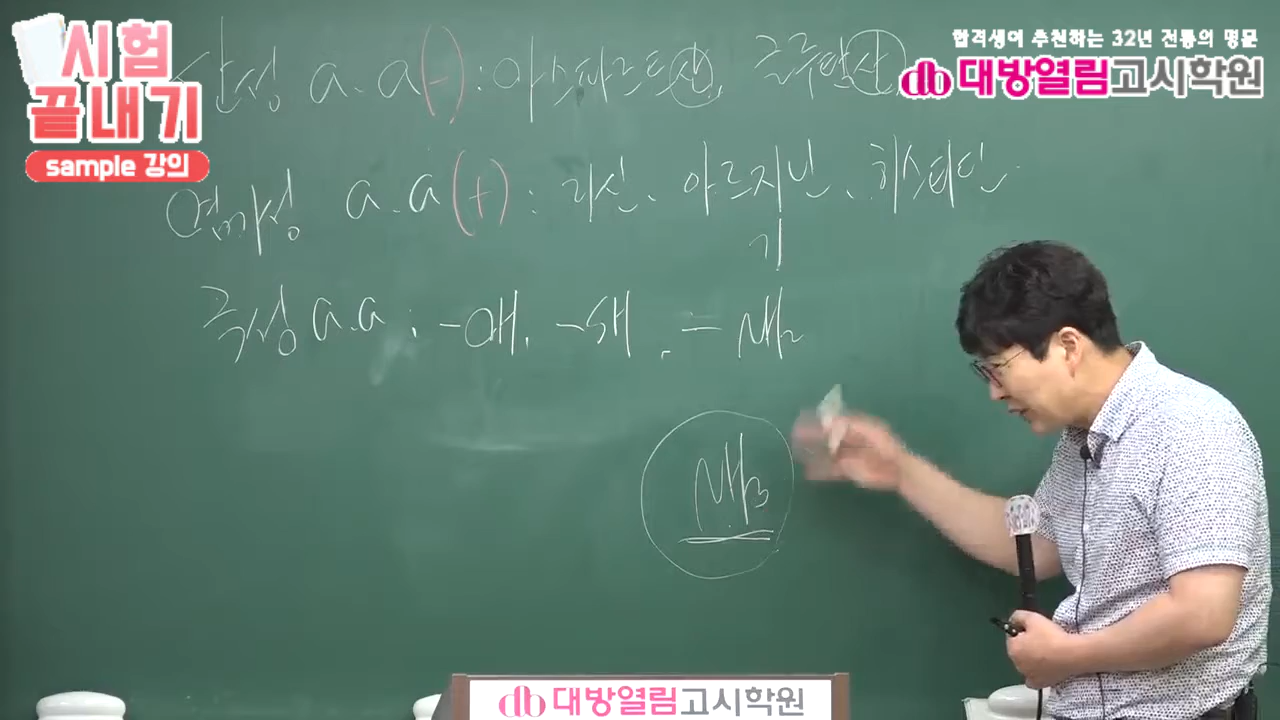 시험
끝내기
sample 강의
합격생이 추천하는 32년 전통의 명문
대방열림고시학원
산성 a.a(-) : 아스파르트산, 글루탐산
염기성 a.a(+) : 리신, 아르지닌, 히스티딘
기
극성 a.a : -OH, -SH, -NH₂
NH₃
대방열림고시학원